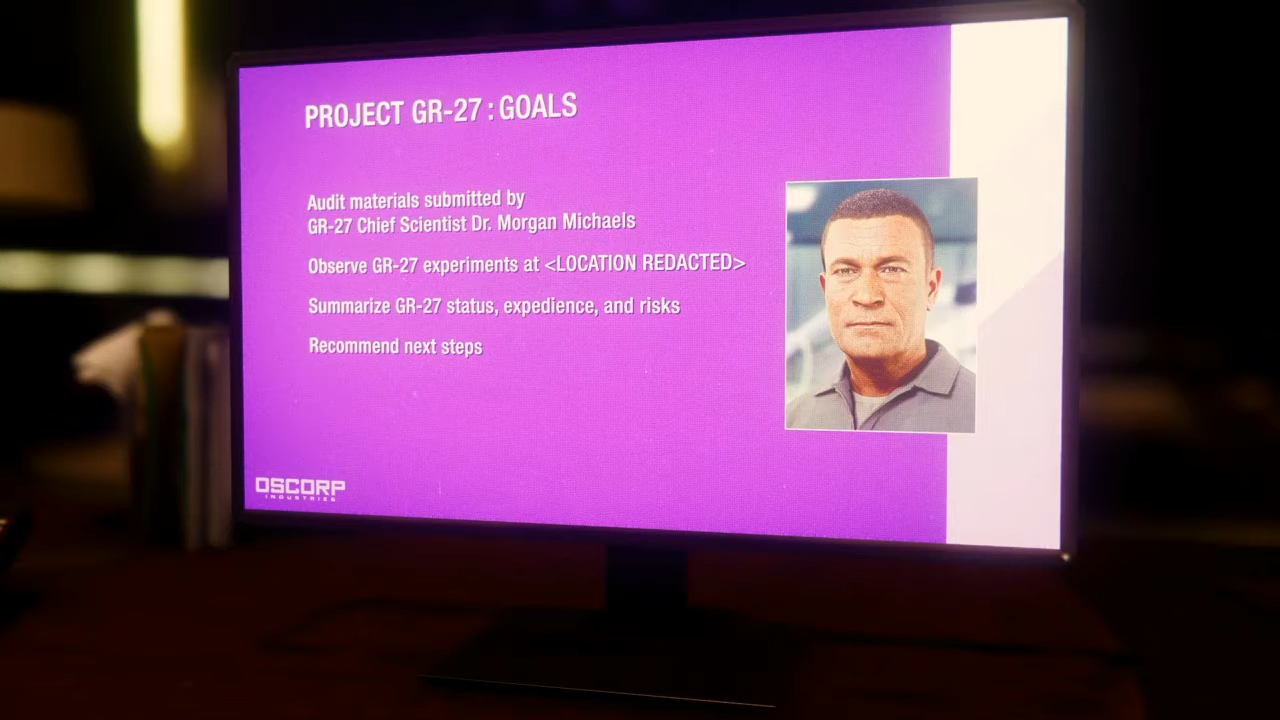 PROJECT GR-27 : GOALS
Audit materials submitted by
GR-27 Chief Scientist Dr. Morgan Michaels
Observe GR-27 experiments at <LOCATION REDACTED>
Summarize GR-27 status, expedience, and risks
Recommend next steps
OSCORP
INDUSTRIES